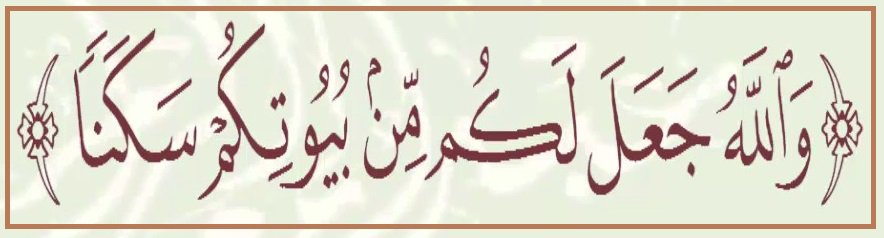 ﴿وَٱللَّهُ جَعَلَ لَكُم مِّنۢ بُيُوتِكُمْ سَكَنًا﴾